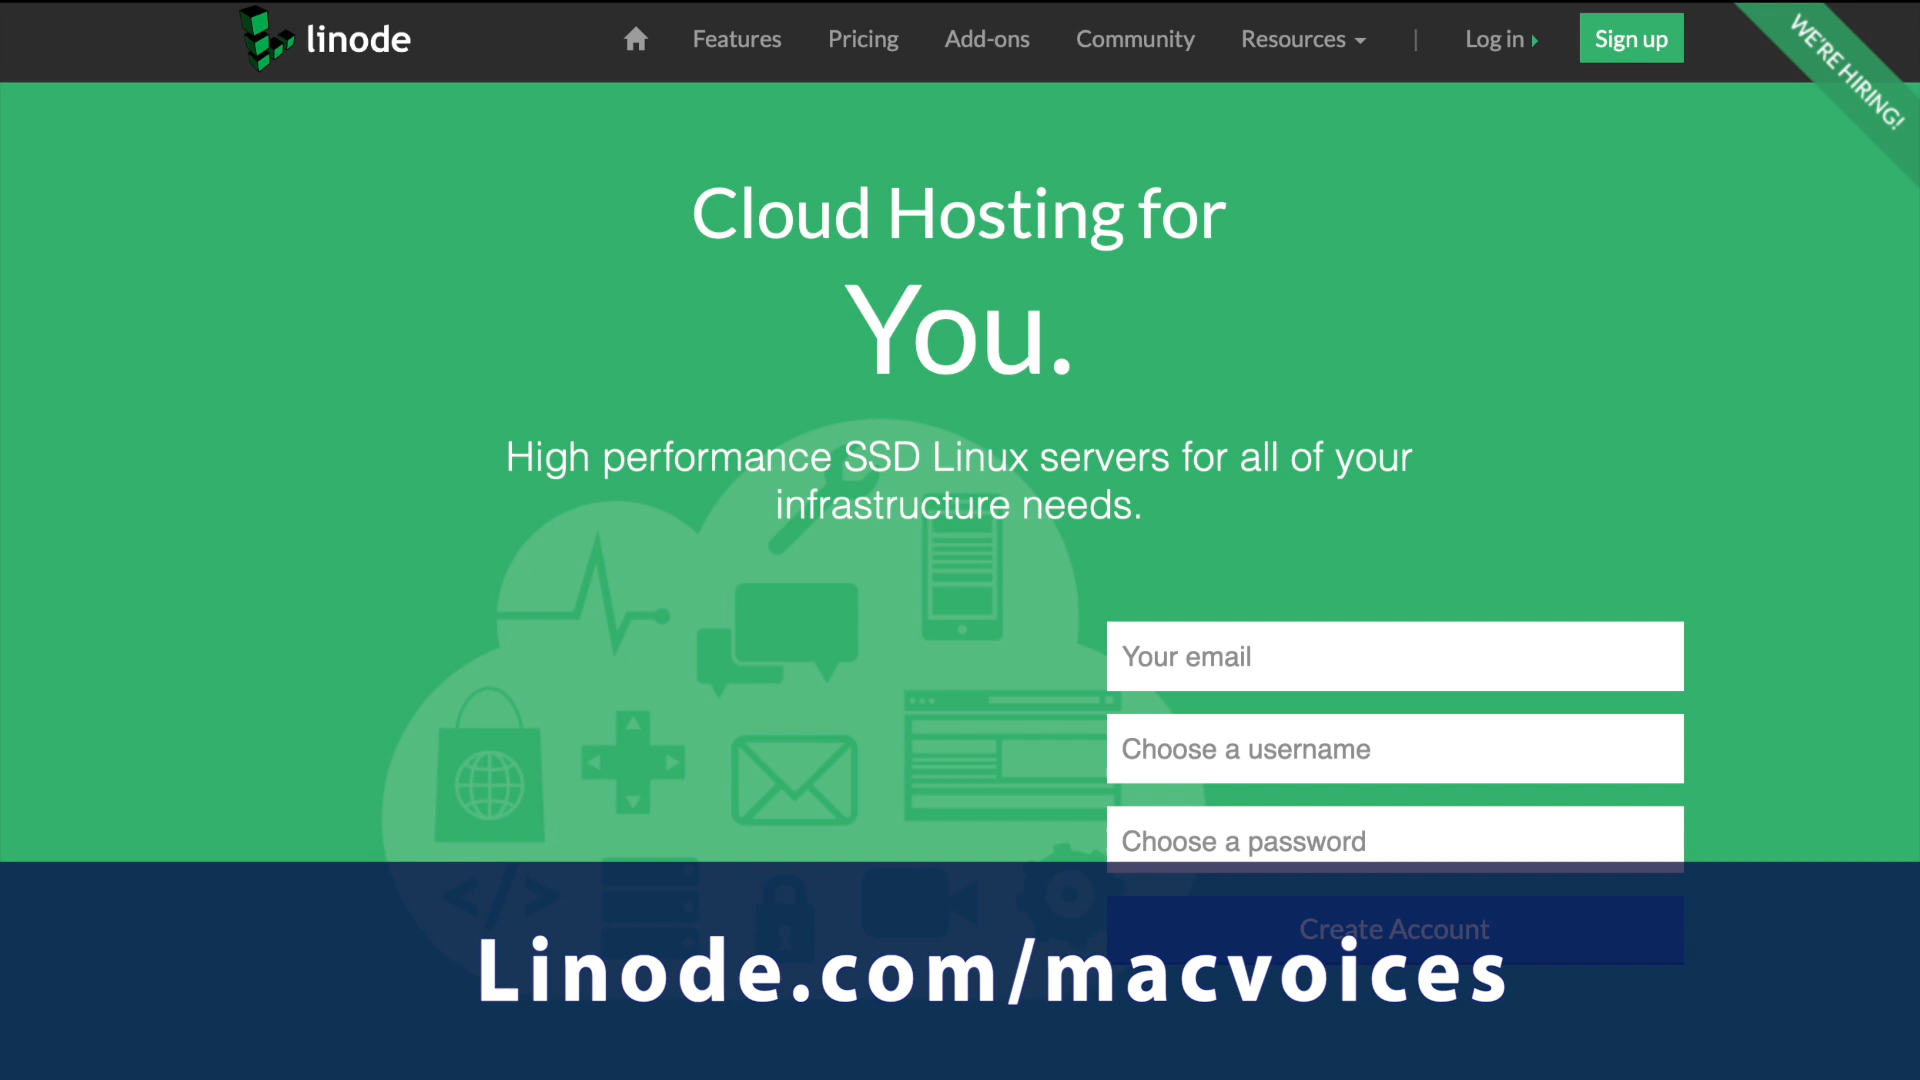 linode
Features
Pricing
Add-ons
Community
Resources
|
Log in
Sign up
WE'RE HIRING!
Cloud Hosting for
You.
High performance SSD Linux servers for all of your
infrastructure needs.
Your email
Choose a username
Choose a password
Create Account
Linode.com/macvoices